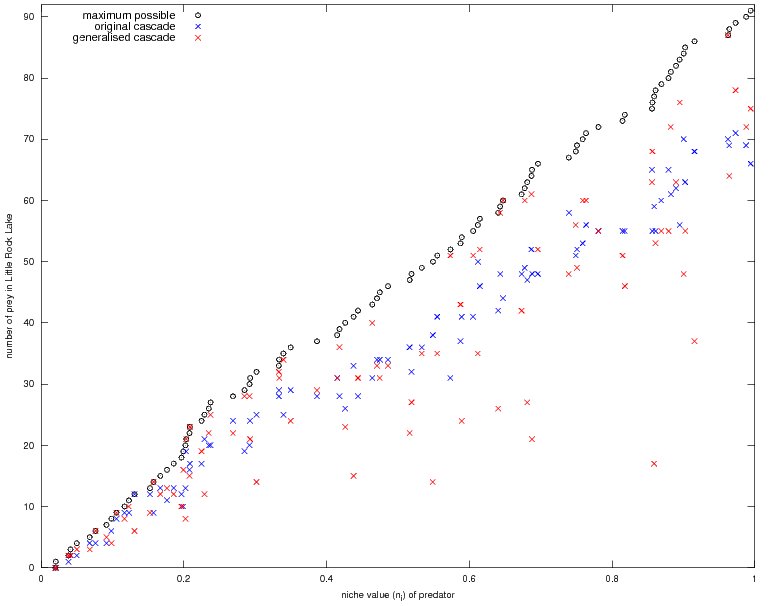 maximum possible
original cascade
generalised cascade
number of prey in Little Rock Lake
90
80
70
60
50
40
30
20
10
0
0 0.2 0.4 0.6 0.8 1
niche value (ni) of predator